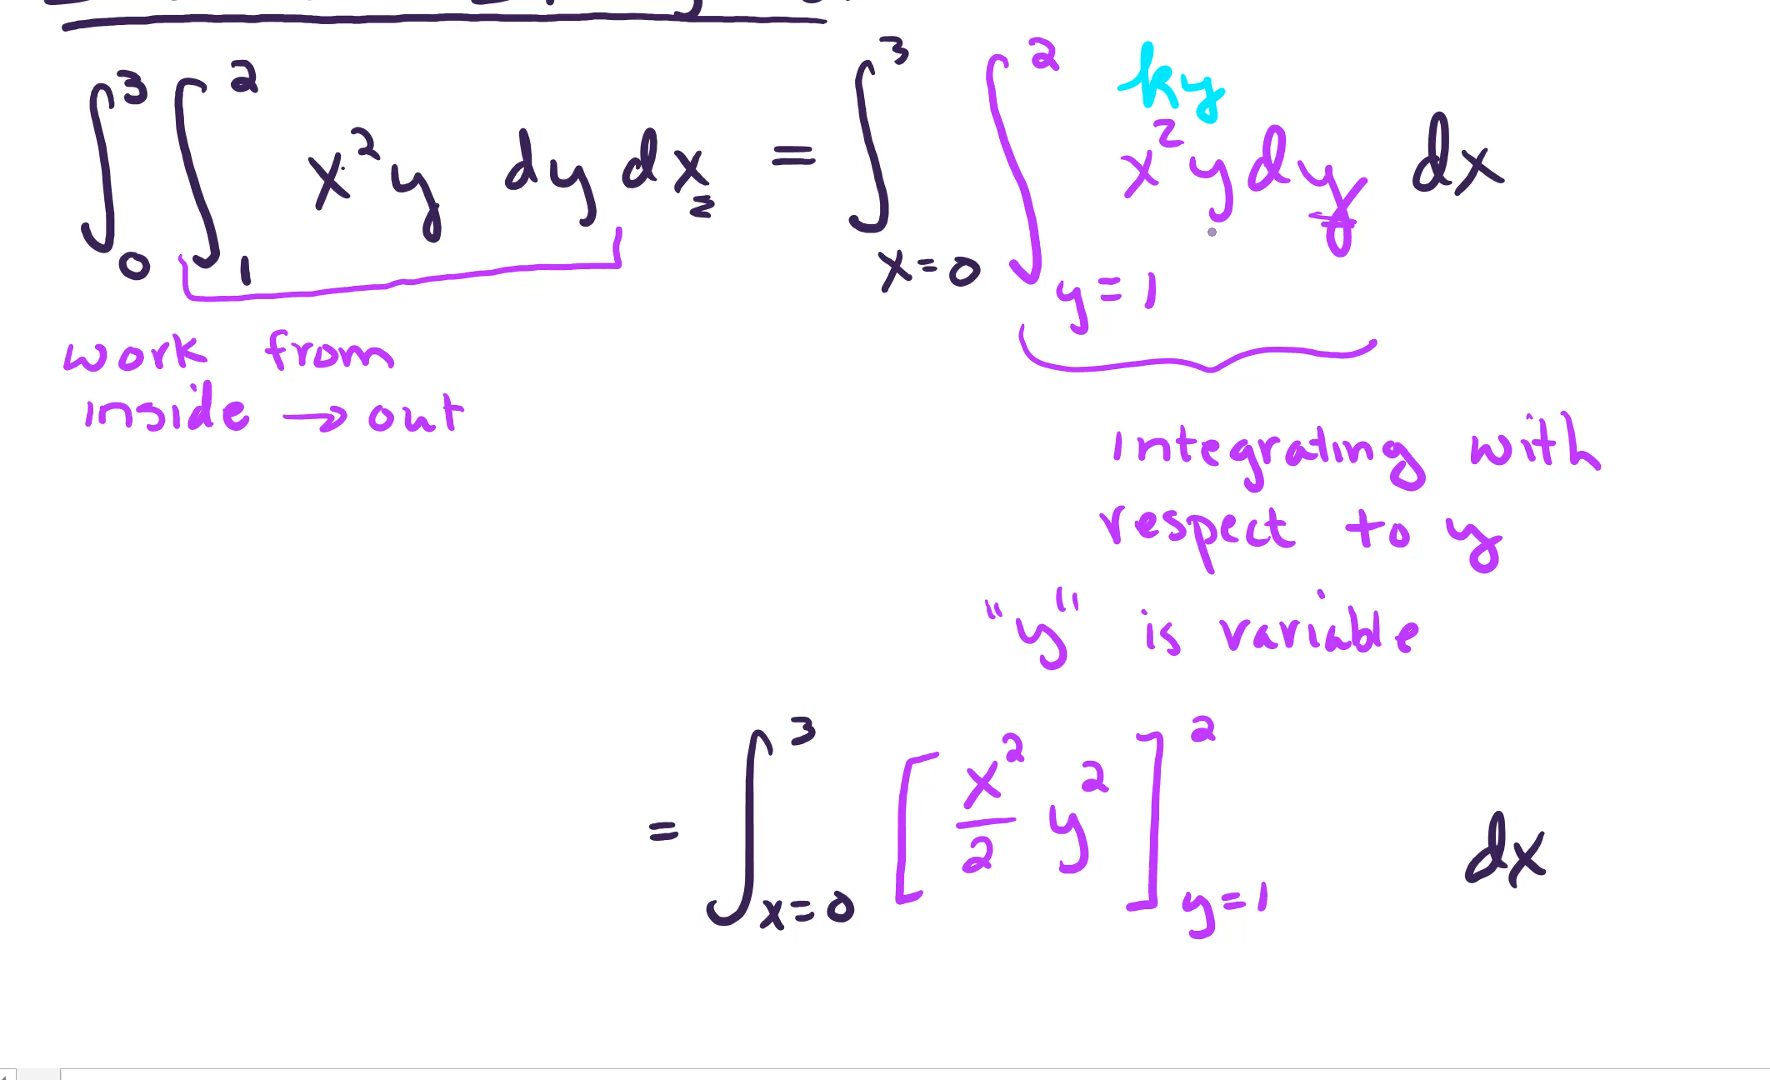 ∫₀³ ∫₁² x²y dy dx = ∫ₓ₌₀³ ∫ᵧ₌₁² x²y dy dx
ky
work from
inside → out
integrating with
respect to y
"y" is variable
= ∫ₓ₌₀³ [x²/2 y²]ᵧ₌₁² dx